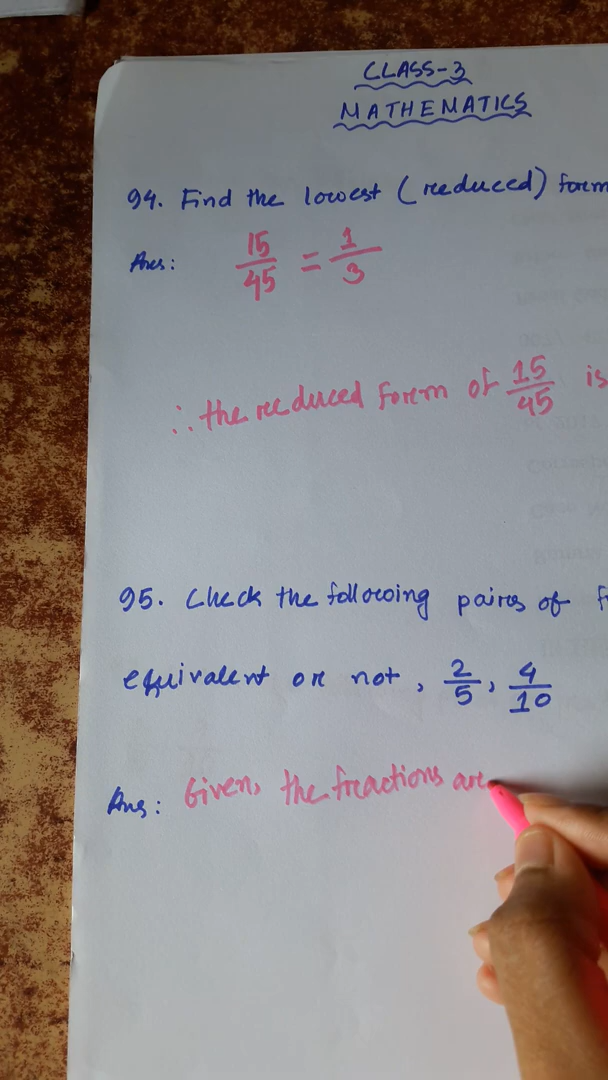 CLASS-3
MATHEMATICS
94. Find the lowest (reduced) form
Ans: 15/45 = 1/3
∴ the reduced form of 15/45 is
95. Check the following pairs of
equivalent or not, 2/5, 4/10
Ans: Given, the fractions are